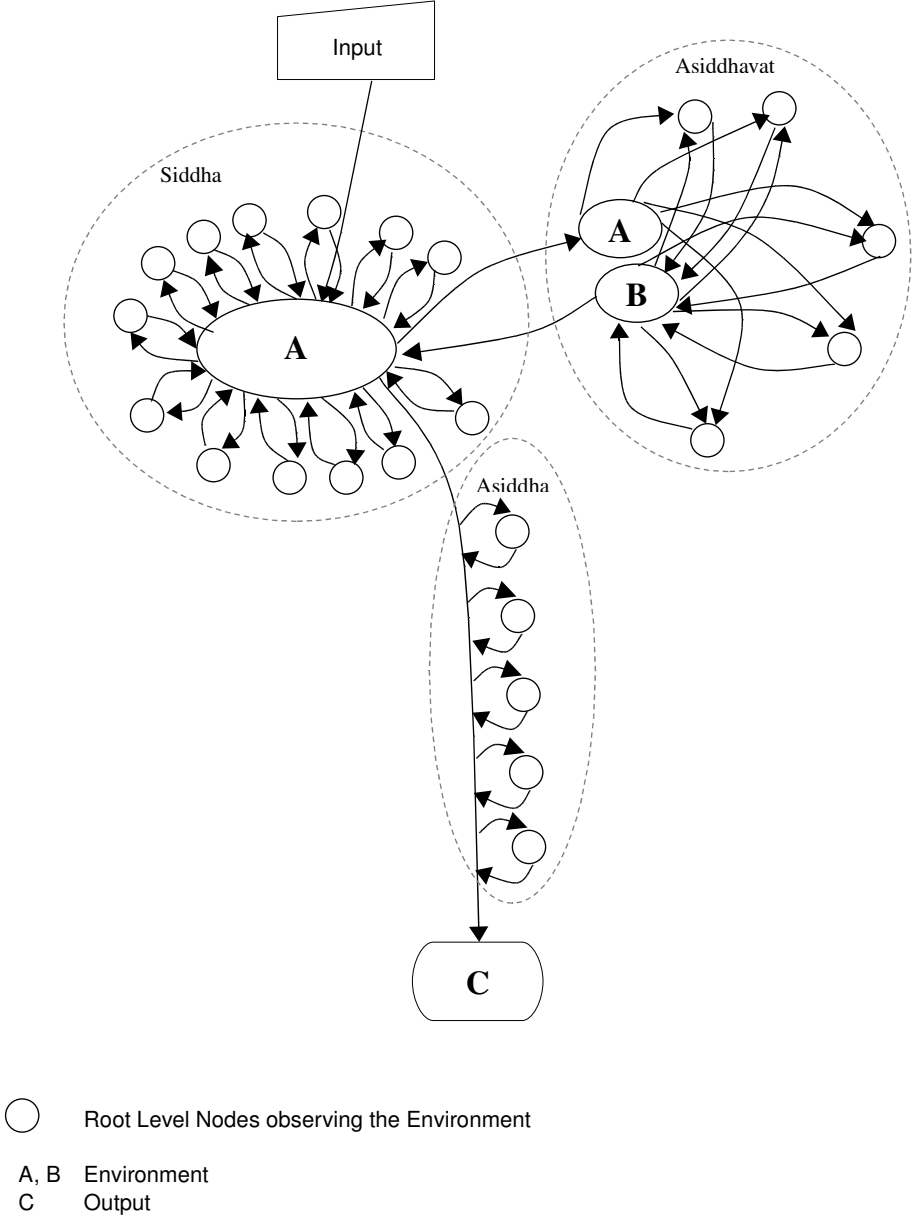 Input
Asiddhavat
Siddha
A
B
A
Asiddha
C
Root Level Nodes observing the Environment
A, B Environment
C Output